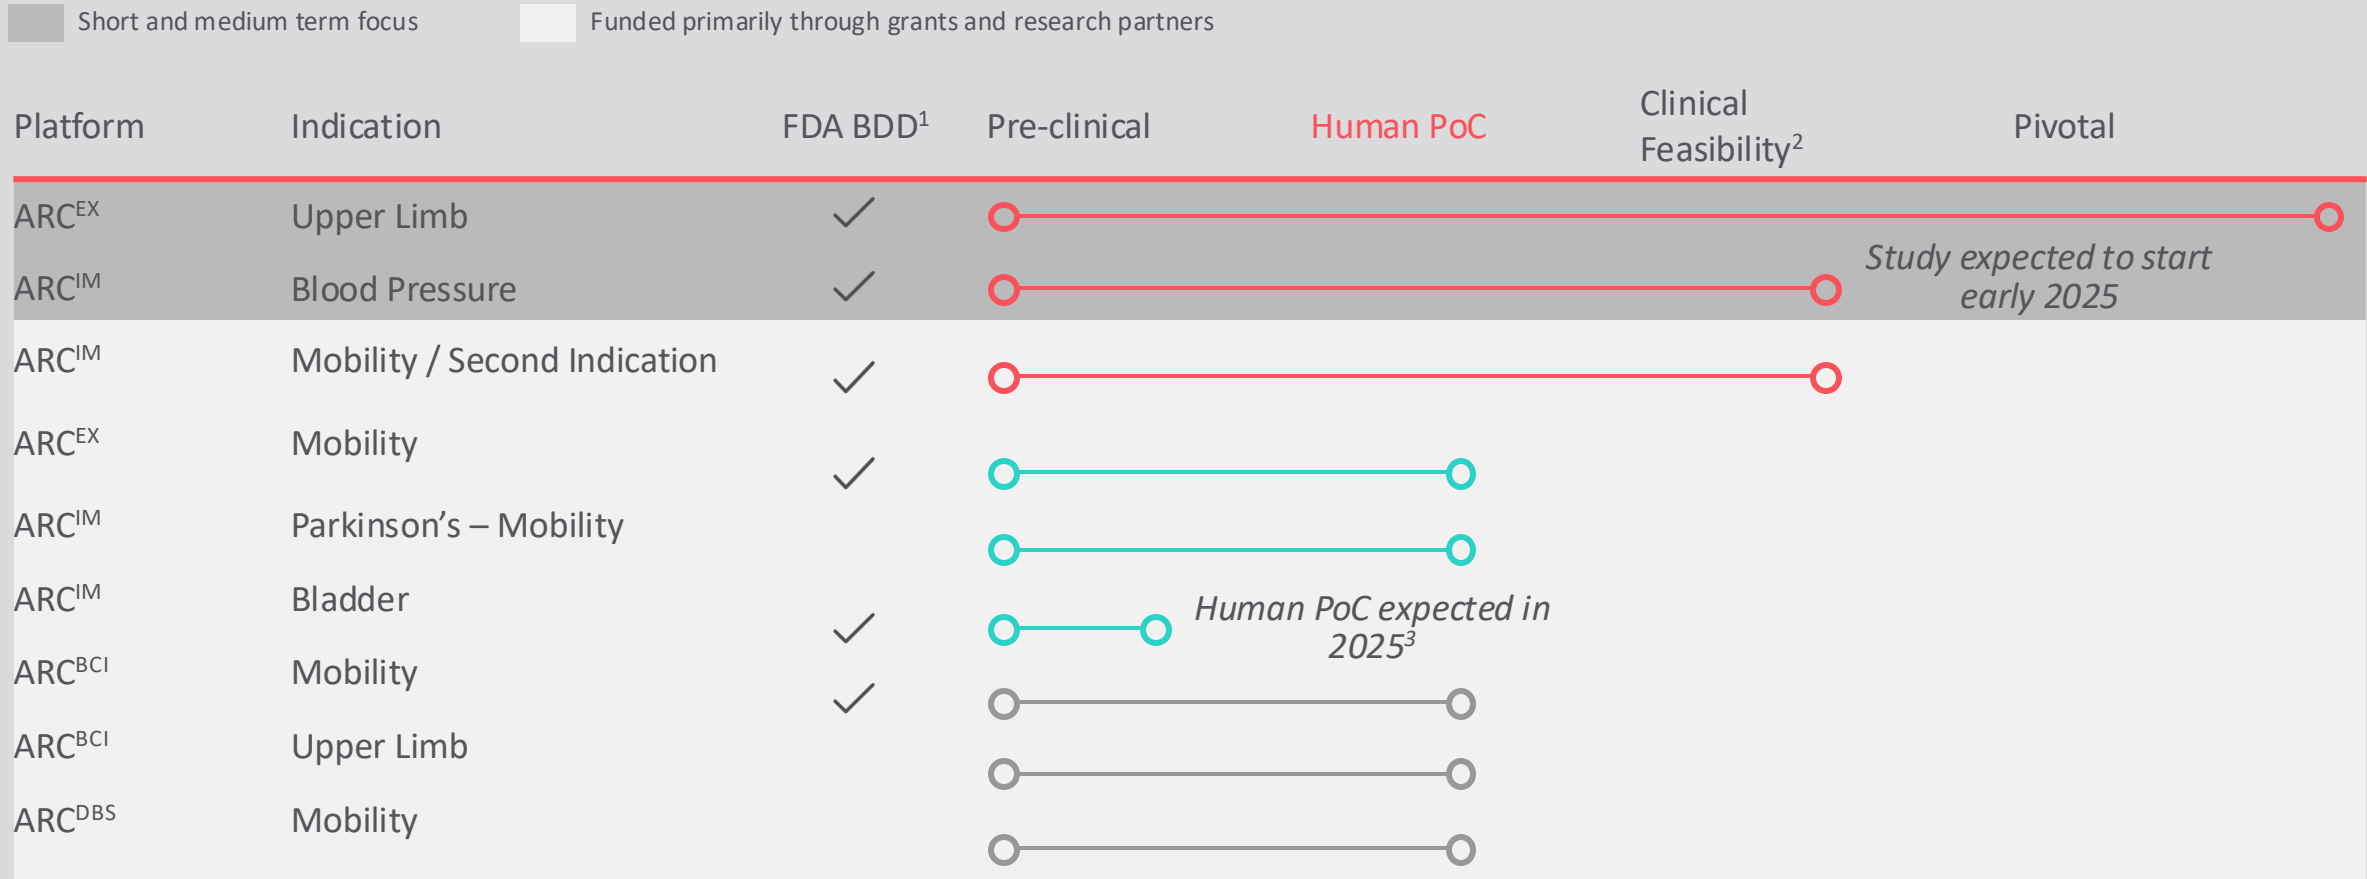 Short and medium term focus Funded primarily through grants and research partners
Platform Indication FDA BDD¹ Pre-clinical Human PoC Clinical Feasibility² Pivotal
ARCᴱˣ Upper Limb ✓
ARCᴵᴹ Blood Pressure ✓ Study expected to start
early 2025
ARCᴵᴹ Mobility / Second Indication ✓
ARCᴱˣ Mobility ✓
ARCᴵᴹ Parkinson’s – Mobility
ARCᴵᴹ Bladder ✓ Human PoC expected in
2025³
ARCᴮᶜᴵ Mobility ✓
ARCᴮᶜᴵ Upper Limb
ARCᴰᴮˢ Mobility